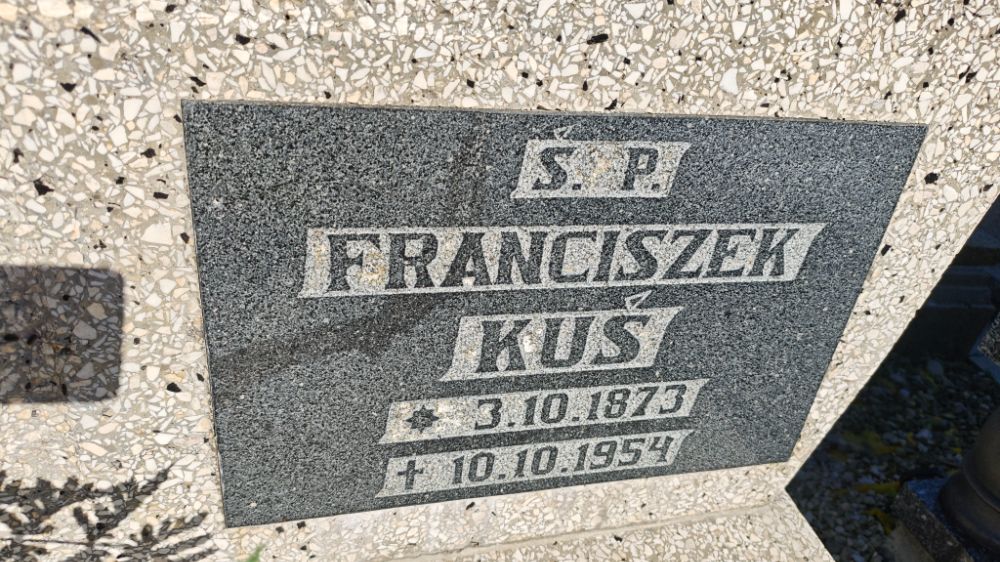 Ś. P.
FRANCISZEK
KUŚ
✴ 3.10.1873
✝ 10.10.1954